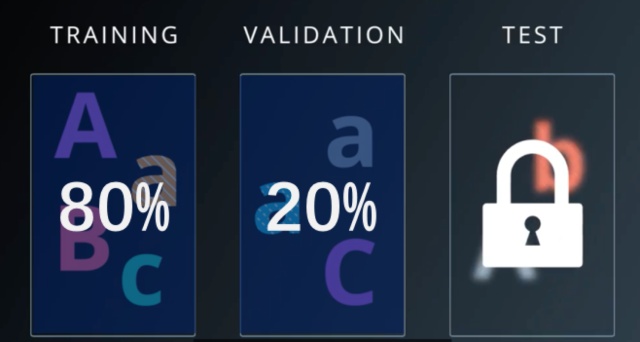 TRAINING VALIDATION TEST
A a b
a
80% 20%
a
B C
c A